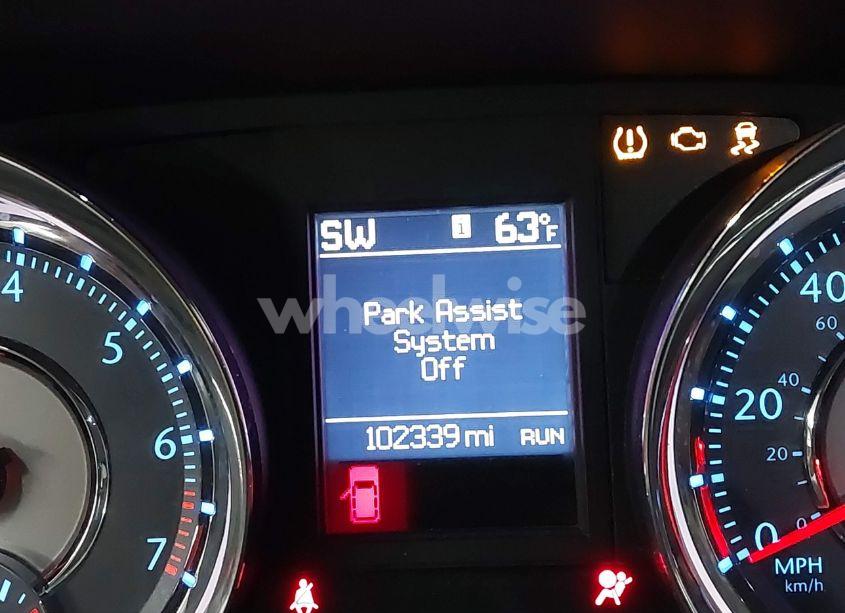 SW 1 63°F
Park Assist
System
Off
102339 mi RUN
wheelwise
4
5
6
7
40
60
40
20
20
0
0
MPH
km/h